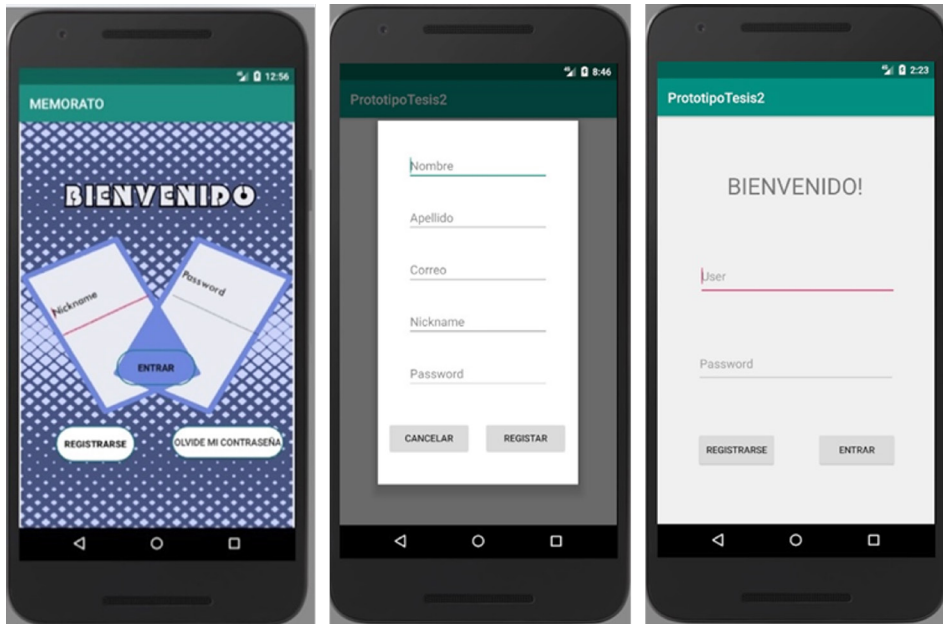 12:56
MEMORATO
BIENVENIDO
Nickname
Password
ENTRAR
REGISTRARSE
OLVIDE MI CONTRASEÑA
8:46
PrototipoTesis2
Nombre
Apellido
Correo
Nickname
Password
CANCELAR
REGISTAR
2:23
PrototipoTesis2
BIENVENIDO!
User
Password
REGISTRARSE
ENTRAR